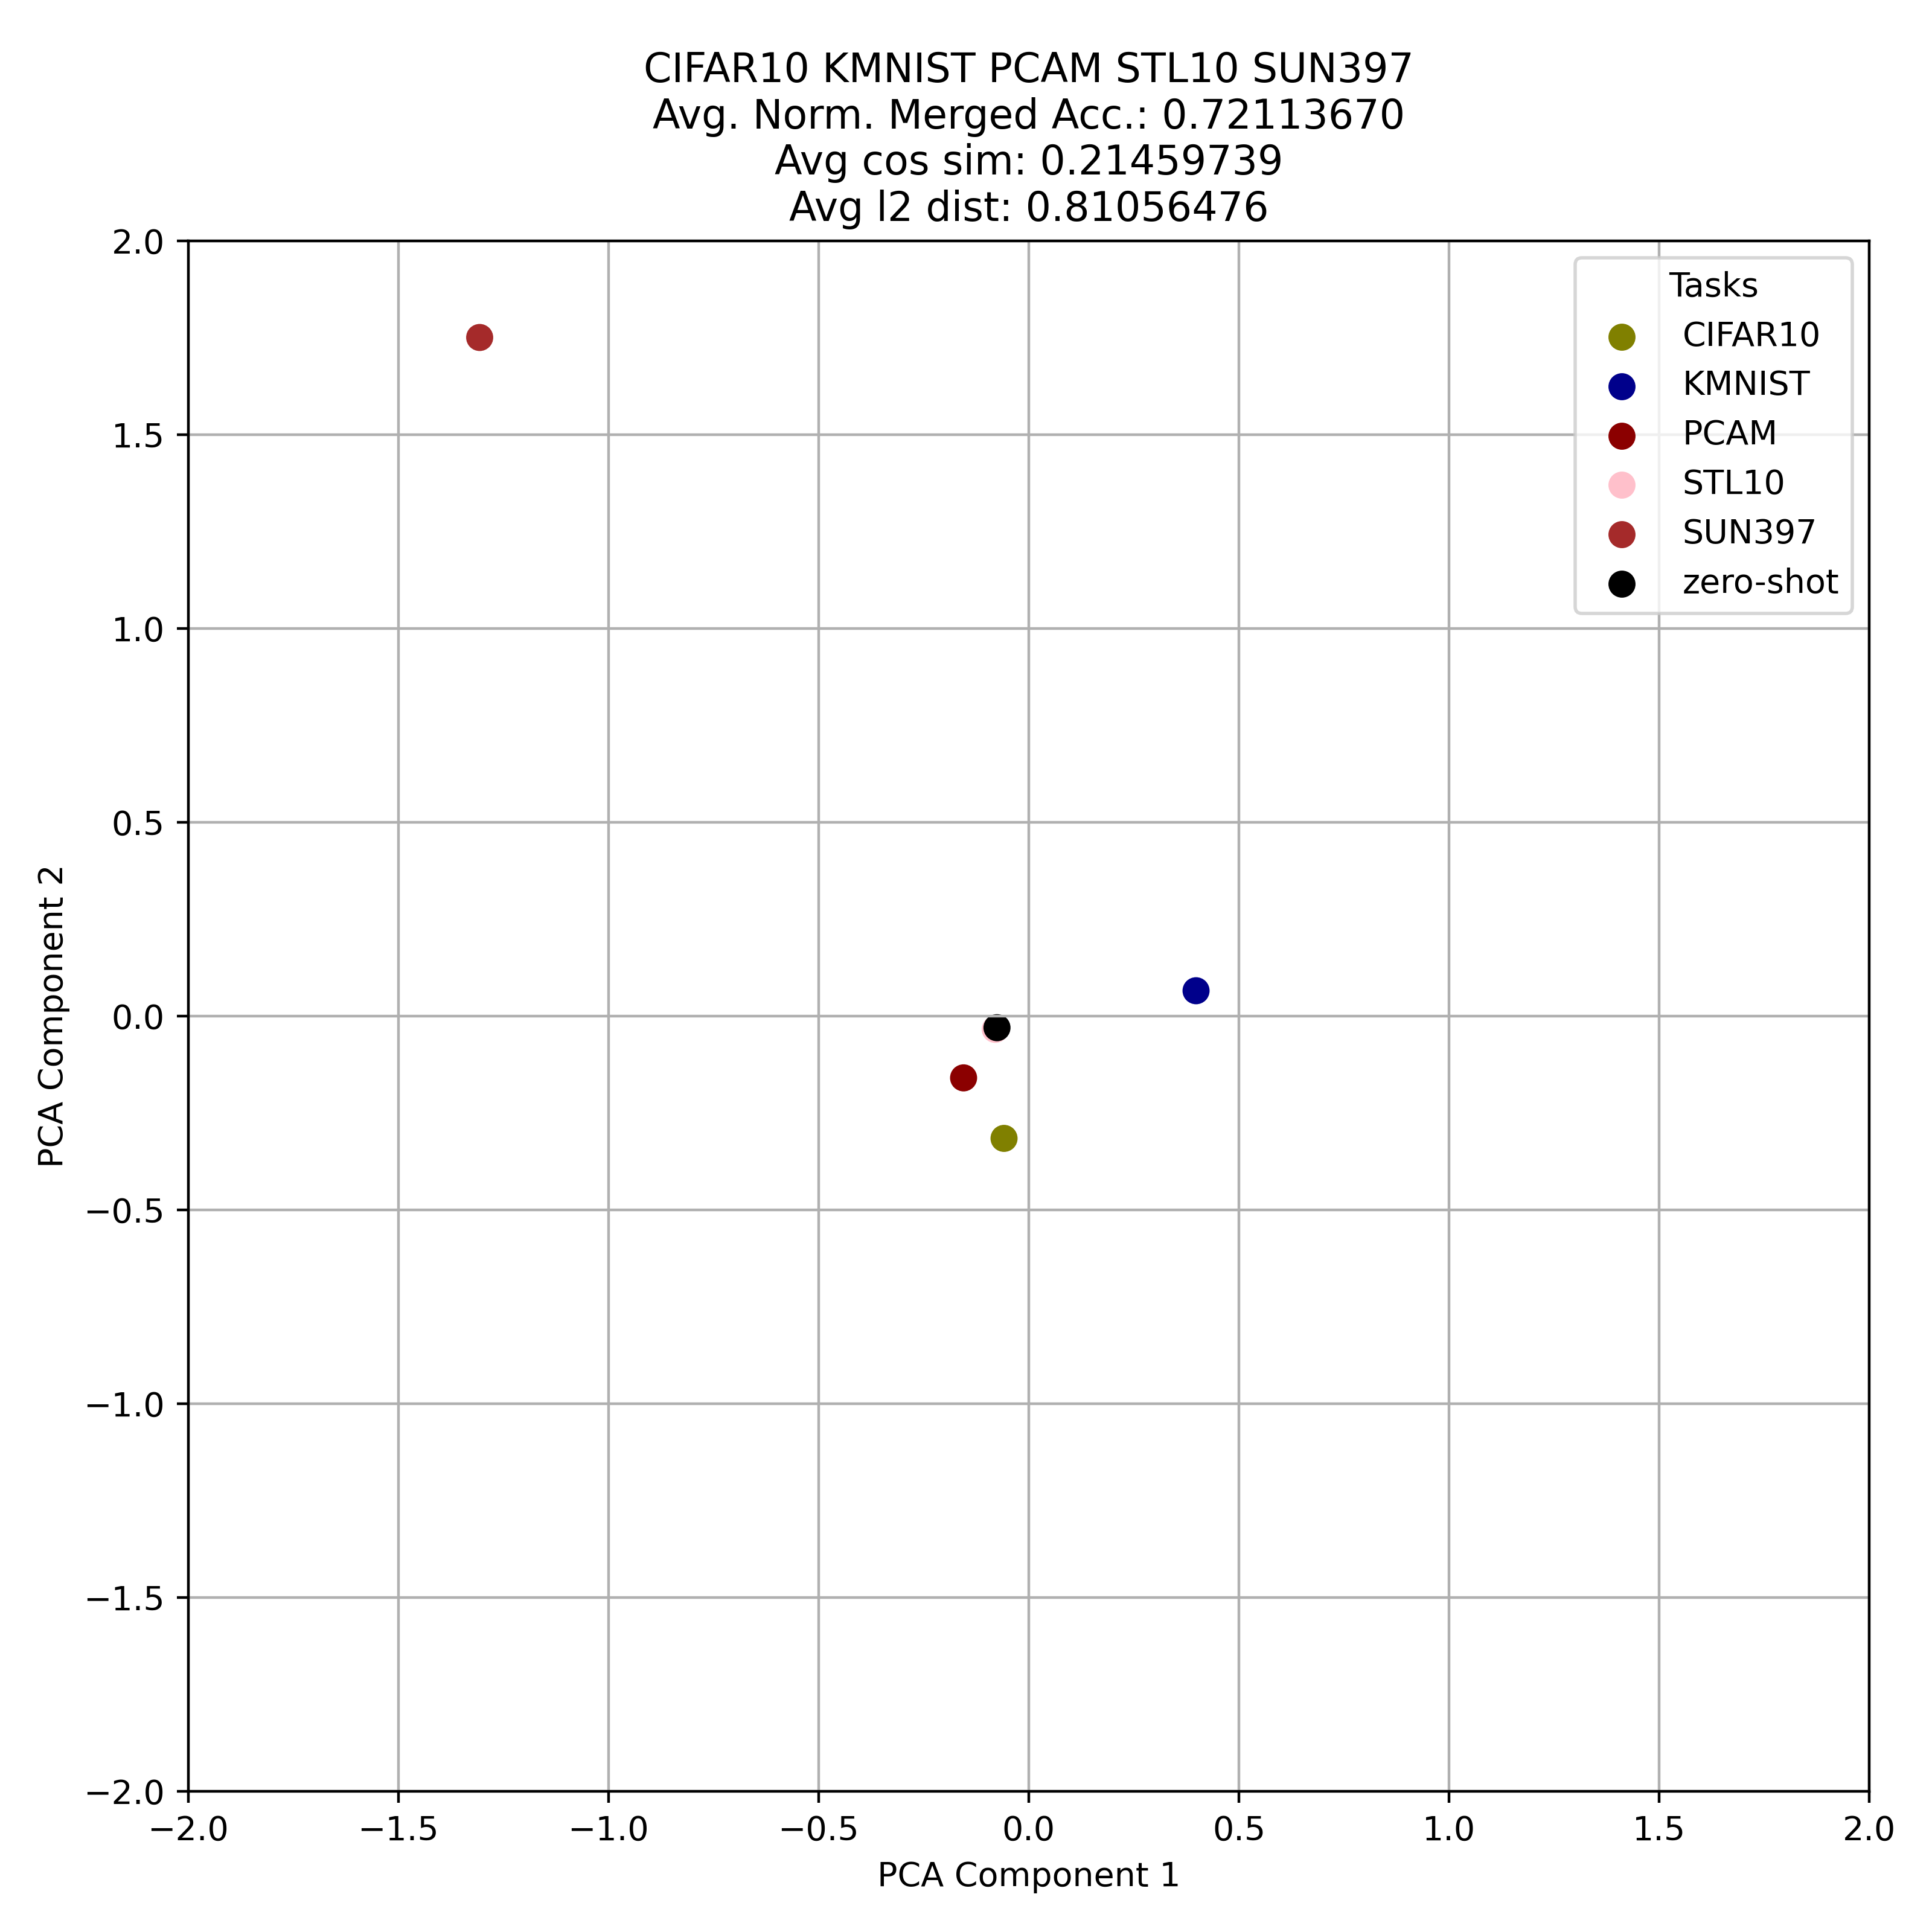 CIFAR10 KMNIST PCAM STL10 SUN397
Avg. Norm. Merged Acc.: 0.72113670
Avg cos sim: 0.21459739
Avg l2 dist: 0.81056476
2.0
1.5
1.0
0.5
0.0
−0.5
−1.0
−1.5
−2.0
PCA Component 2
Tasks
CIFAR10
KMNIST
PCAM
STL10
SUN397
zero-shot
−2.0 −1.5 −1.0 −0.5 0.0 0.5 1.0 1.5 2.0
PCA Component 1